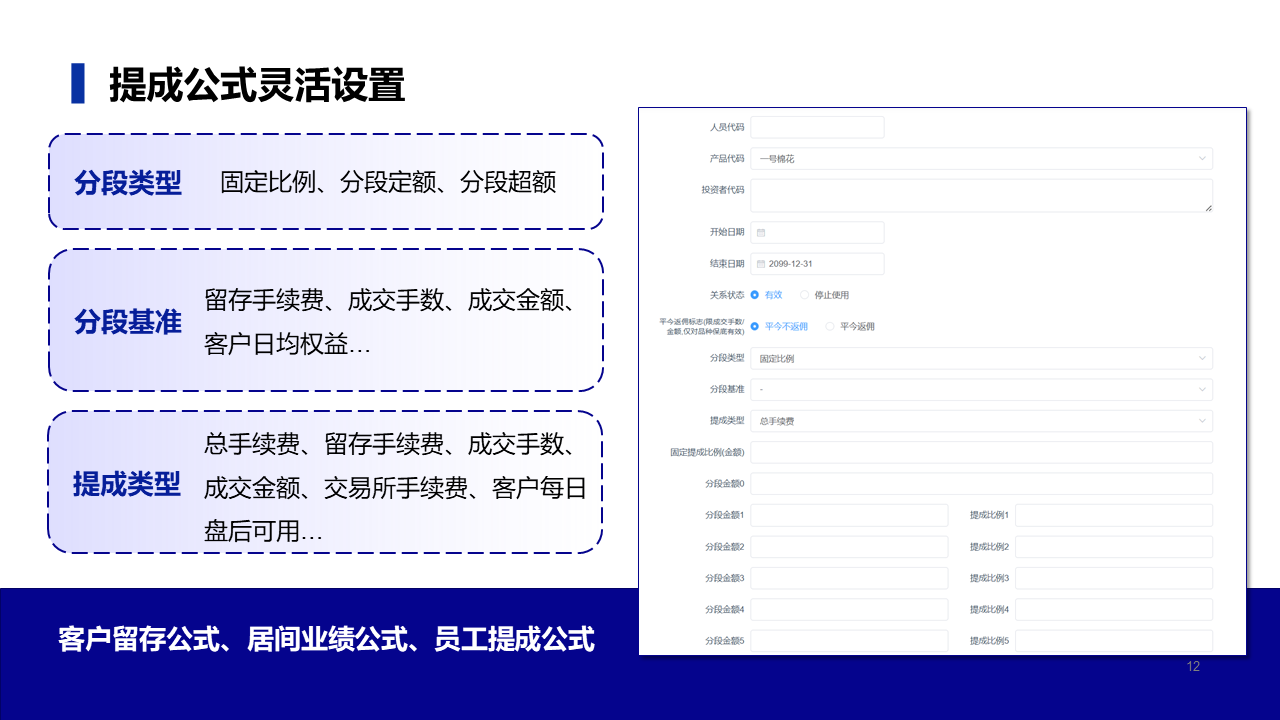 提成公式灵活设置
分段类型
固定比例、分段定额、分段超额
分段基准
留存手续费、成交手数、成交金额、
客户日均权益…
提成类型
总手续费、留存手续费、成交手数、
成交金额、交易所手续费、客户每日
盘后可用…
客户留存公式、居间业绩公式、员工提成公式
人员代码
产品代码 一号棉花
投资者代码
开始日期
结束日期 2099-12-31
关系状态 有效 停止使用
平今返佣标志(限成交手数/
金额,仅对品种保底有效) 平今不返佣 平今返佣
分段类型 固定比例
分段基准 -
提成类型 总手续费
固定提成比例(金额)
分段金额0
分段金额1 提成比例1
分段金额2 提成比例2
分段金额3 提成比例3
分段金额4 提成比例4
分段金额5 提成比例5
12